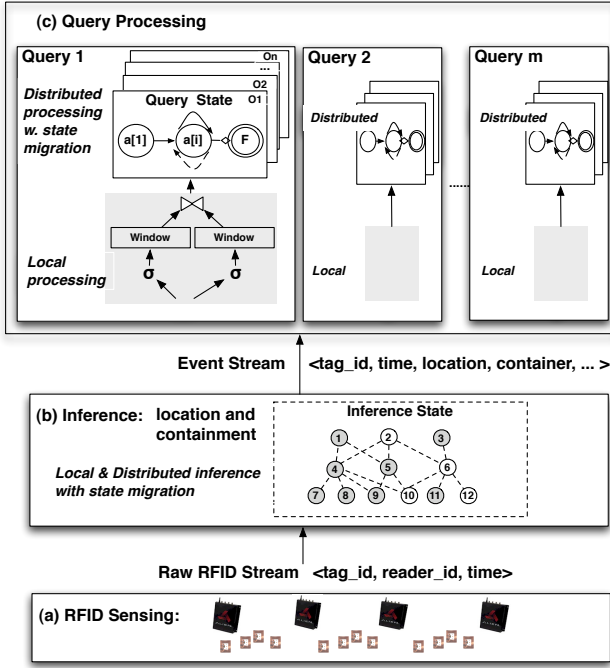 (c) Query Processing
Query 1
On
...
O2
O1
Distributed
processing
w. state
migration
Query State
a[1]
a[i]
F
Window
Window
Local
processing
σ
σ
Query 2
Distributed
Local
......
Query m
Distributed
Local
Event Stream <tag_id, time, location, container, ... >
(b) Inference: location and
containment
Local & Distributed inference
with state migration
Inference State
1 2 3
4 5 6
7 8 9 10 11 12
Raw RFID Stream <tag_id, reader_id, time>
(a) RFID Sensing: